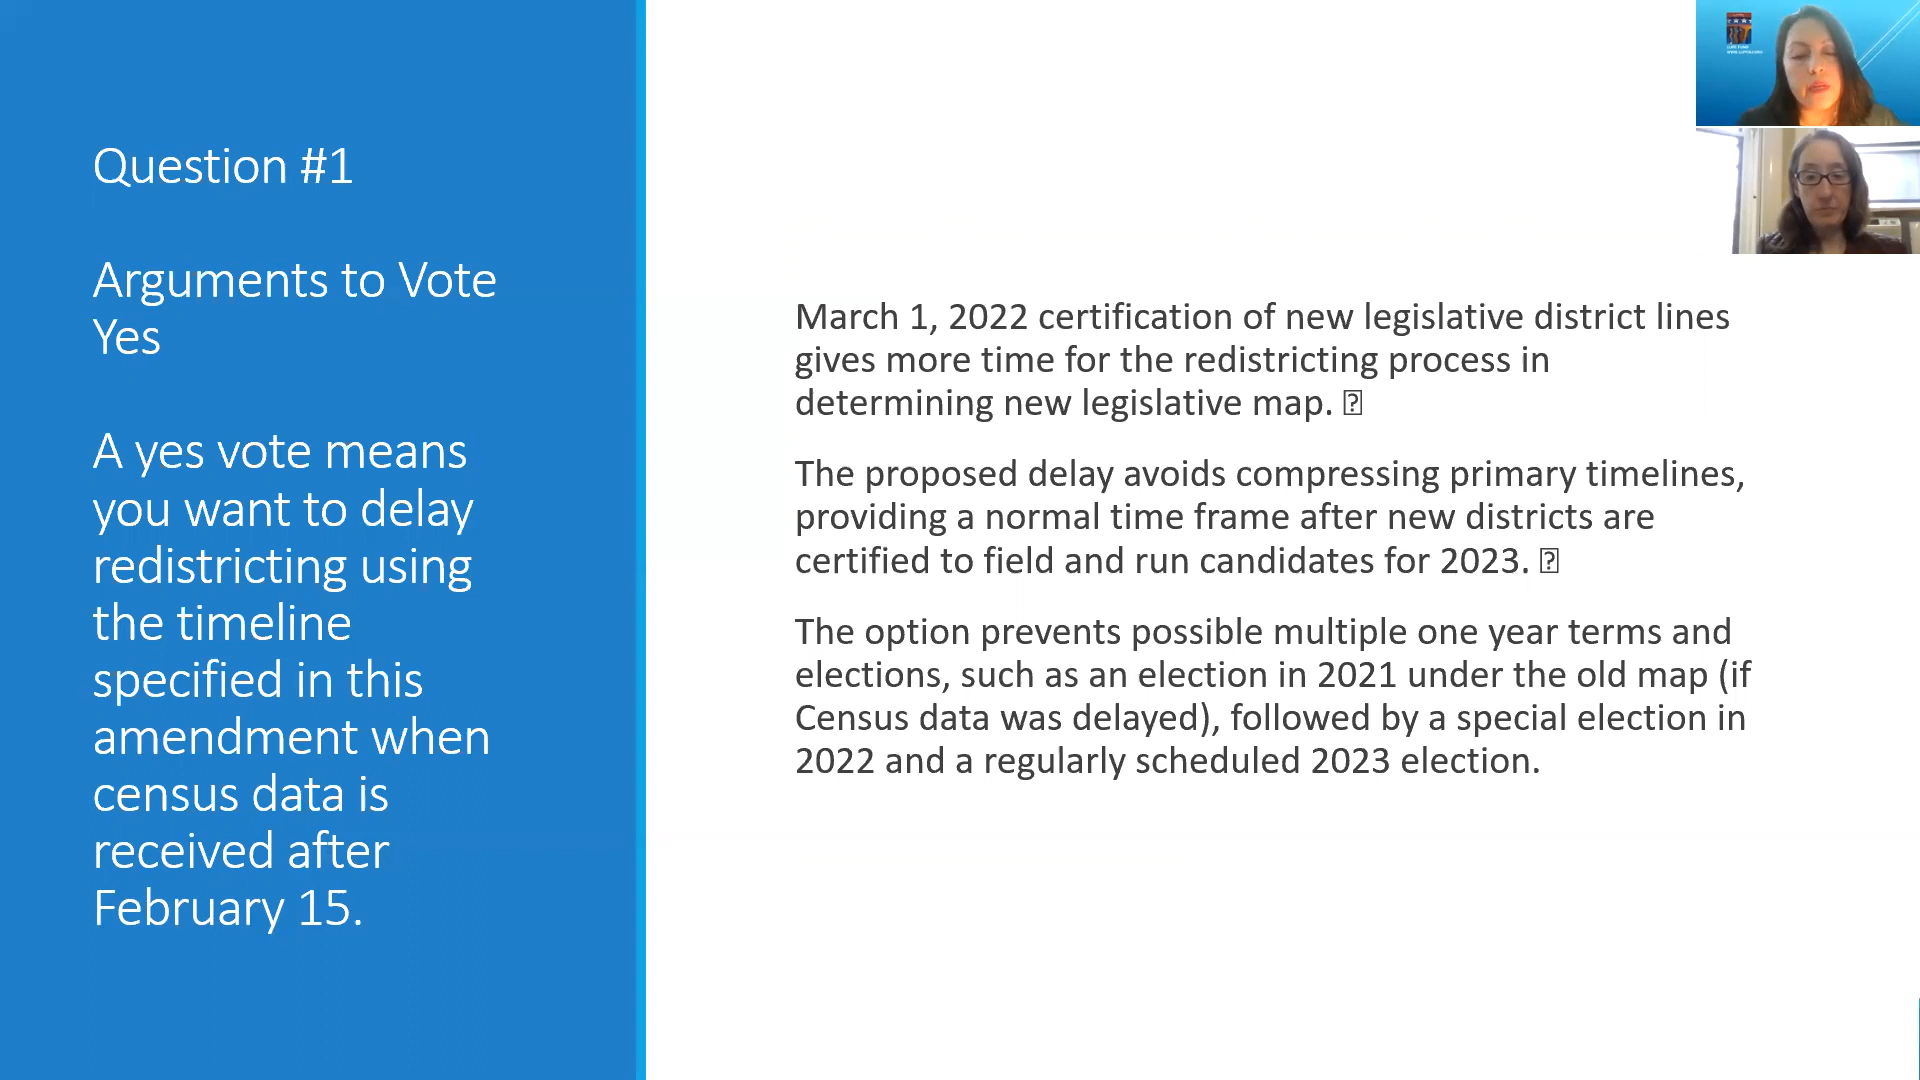 Question #1
Arguments to Vote
Yes
A yes vote means
you want to delay
redistricting using
the timeline
specified in this
amendment when
census data is
received after
February 15.
March 1, 2022 certification of new legislative district lines
gives more time for the redistricting process in
determining new legislative map. ⍰
The proposed delay avoids compressing primary timelines,
providing a normal time frame after new districts are
certified to field and run candidates for 2023. ⍰
The option prevents possible multiple one year terms and
elections, such as an election in 2021 under the old map (if
Census data was delayed), followed by a special election in
2022 and a regularly scheduled 2023 election.